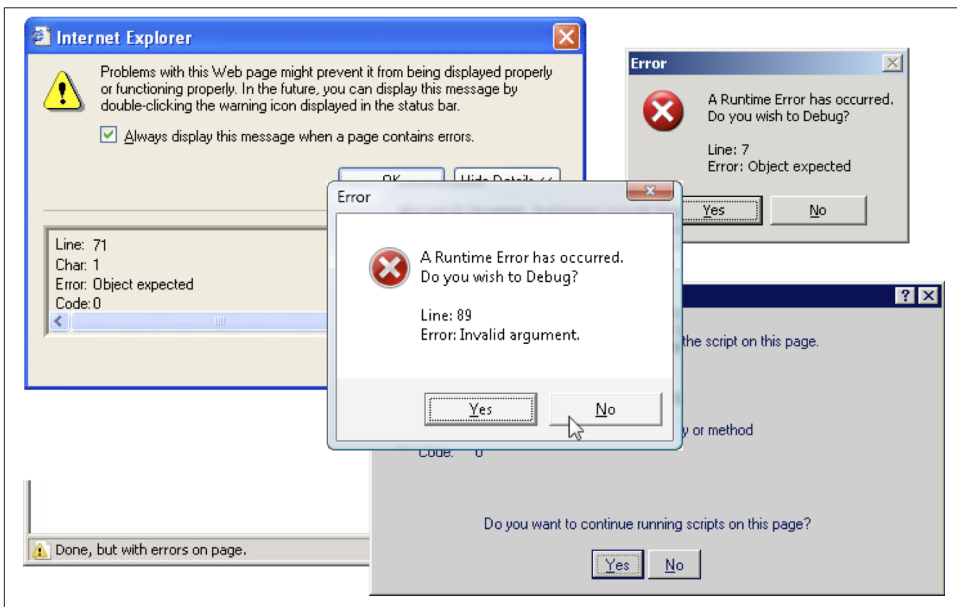 Internet Explorer
Problems with this Web page might prevent it from being displayed properly
or functioning properly. In the future, you can display this message by
double-clicking the warning icon displayed in the status bar.
Always display this message when a page contains errors.
OK Hide Details <<
Line: 71
Char: 1
Error: Object expected
Code: 0
Error
A Runtime Error has occurred.
Do you wish to Debug?
Line: 7
Error: Object expected
Yes No
Error
A Runtime Error has occurred.
Do you wish to Debug?
Line: 89
Error: Invalid argument.
Yes No
the script on this page.
or method
Code: 0
Do you want to continue running scripts on this page?
Yes No
Done, but with errors on page.